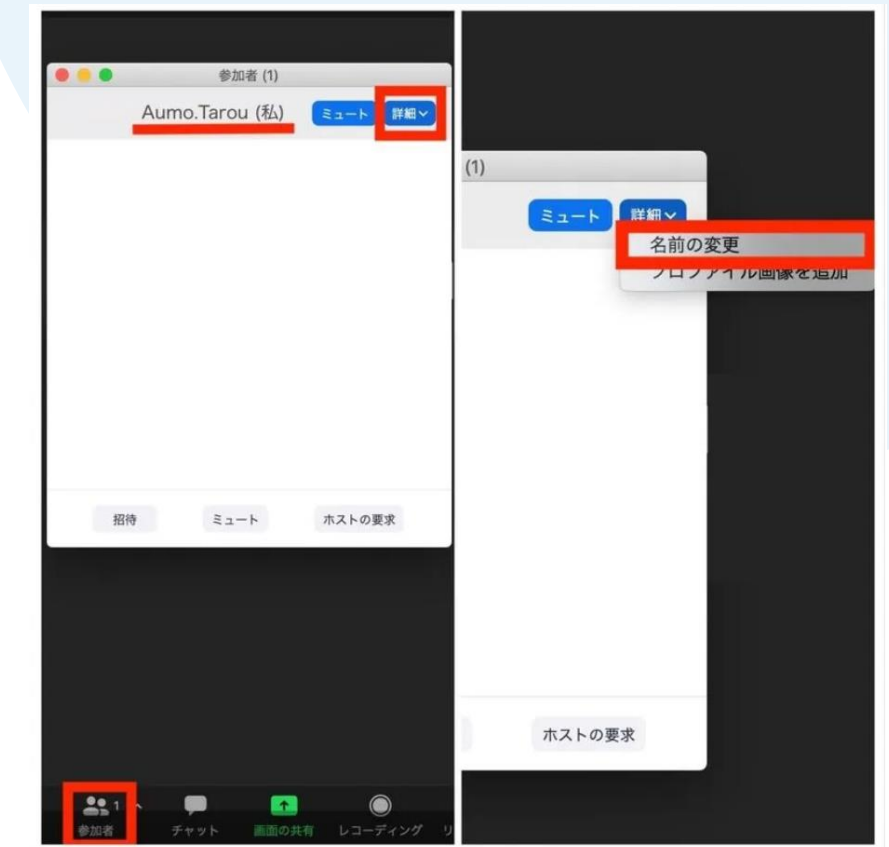 参加者 (1)
Aumo.Tarou (私)
ミュート
詳細
招待
ミュート
ホストの要求
1
参加者
チャット
画面の共有
レコーディング
リ
(1)
ミュート
詳細
名前の変更
プロファイル画像を追加
ホストの要求